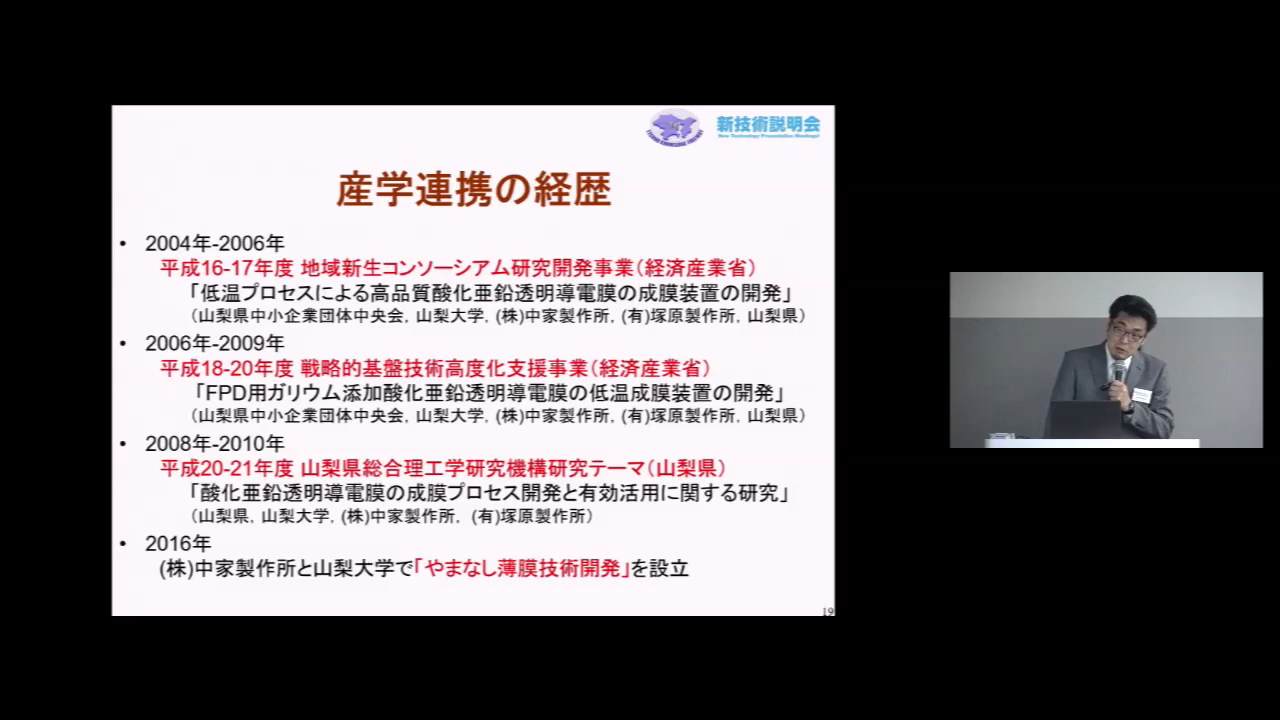 新技術説明会
New Technology Presentation Meetings!
産学連携の経歴
• 2004年-2006年
平成16-17年度 地域新生コンソーシアム研究開発事業(経済産業省)
「低温プロセスによる高品質酸化亜鉛透明導電膜の成膜装置の開発」
(山梨県中小企業団体中央会, 山梨大学, (株)中家製作所, (有)塚原製作所, 山梨県)
• 2006年-2009年
平成18-20年度 戦略的基盤技術高度化支援事業(経済産業省)
「FPD用ガリウム添加酸化亜鉛透明導電膜の低温成膜装置の開発」
(山梨県中小企業団体中央会, 山梨大学, (株)中家製作所, (有)塚原製作所, 山梨県)
• 2008年-2010年
平成20-21年度 山梨県総合理工学研究機構研究テーマ(山梨県)
「酸化亜鉛透明導電膜の成膜プロセス開発と有効活用に関する研究」
(山梨県, 山梨大学, (株)中家製作所, (有)塚原製作所)
• 2016年
(株)中家製作所と山梨大学で「やまなし薄膜技術開発」を設立
19